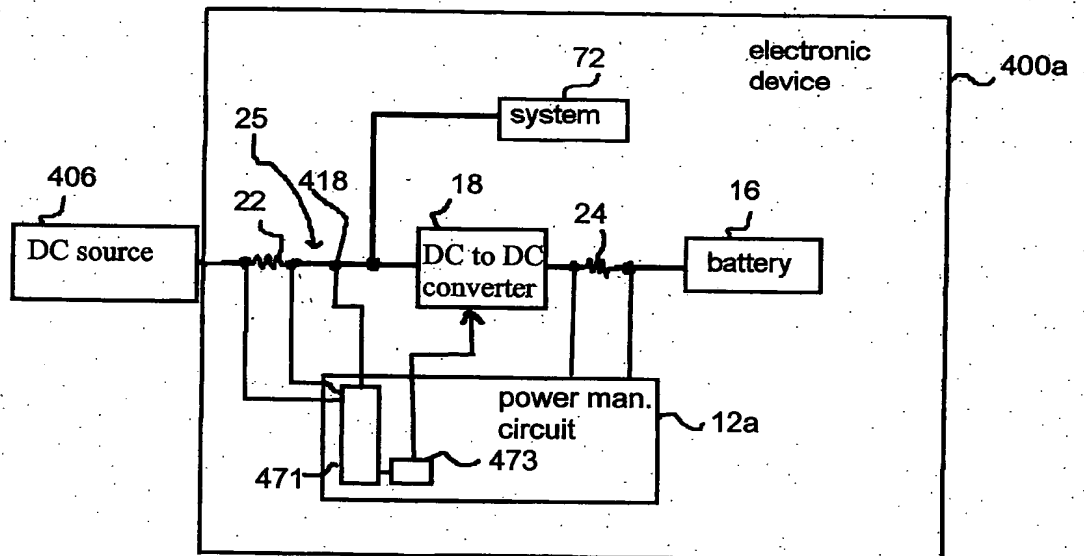 electronic
device
400a
72
system
25
418
406
22
18
24
16
DC source
DC to DC
converter
battery
power man.
circuit
12a
471
473